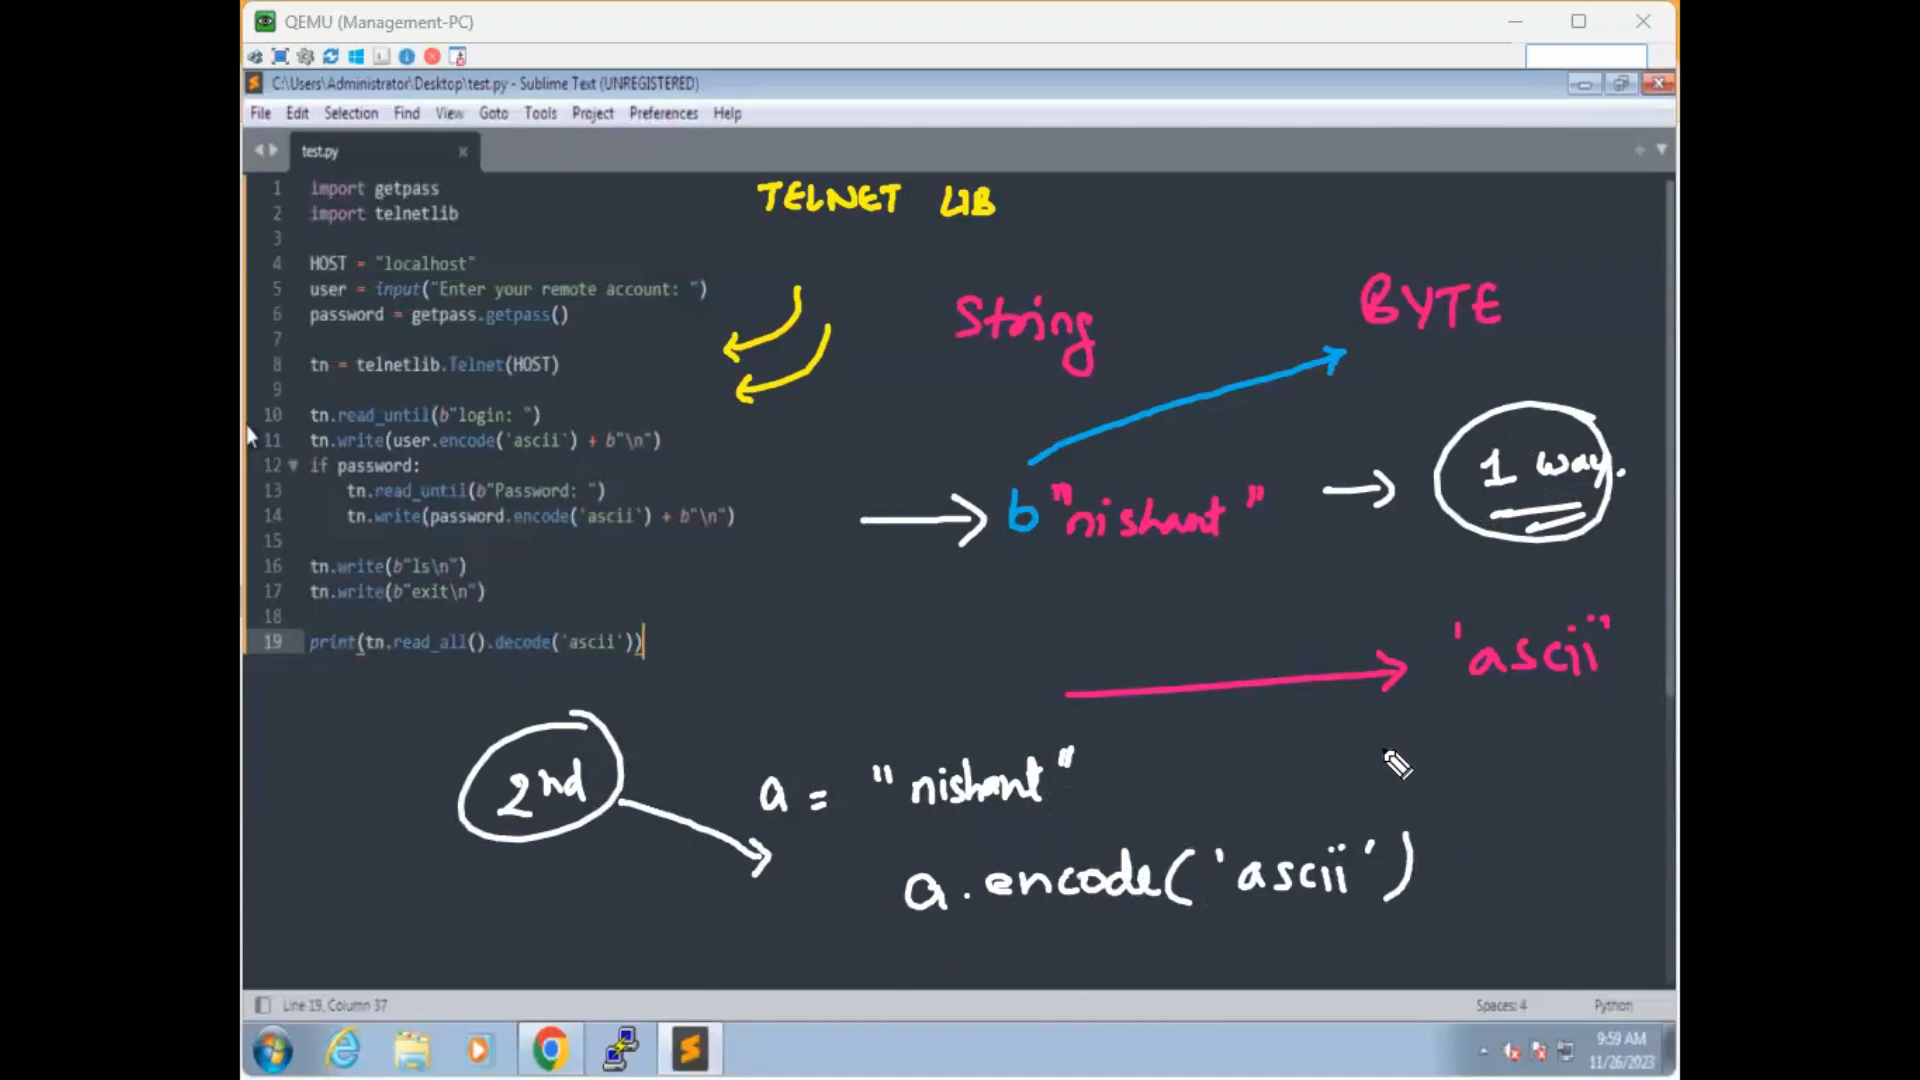 QEMU (Management-PC)
C:\Users\Administrator\Desktop\test.py - Sublime Text (UNREGISTERED)
File Edit Selection Find View Goto Tools Project Preferences Help
test.py
1 import getpass
2 import telnetlib
3
4 HOST = "localhost"
5 user = input("Enter your remote account: ")
6 password = getpass.getpass()
7
8 tn = telnetlib.Telnet(HOST)
9
10 tn.read_until(b"login: ")
11 tn.write(user.encode('ascii') + b"\n")
12 if password:
13 tn.read_until(b"Password: ")
14 tn.write(password.encode('ascii') + b"\n")
15
16 tn.write(b"ls\n")
17 tn.write(b"exit\n")
18
19 print(tn.read_all().decode('ascii'))
TELNET LIB
String
BYTE
b"nishant"
1 way.
'ascii"
2nd
a = "nishant"
a.encode('ascii')
Line 19, Column 37
Spaces: 4
Python
9:59 AM
11/26/2023